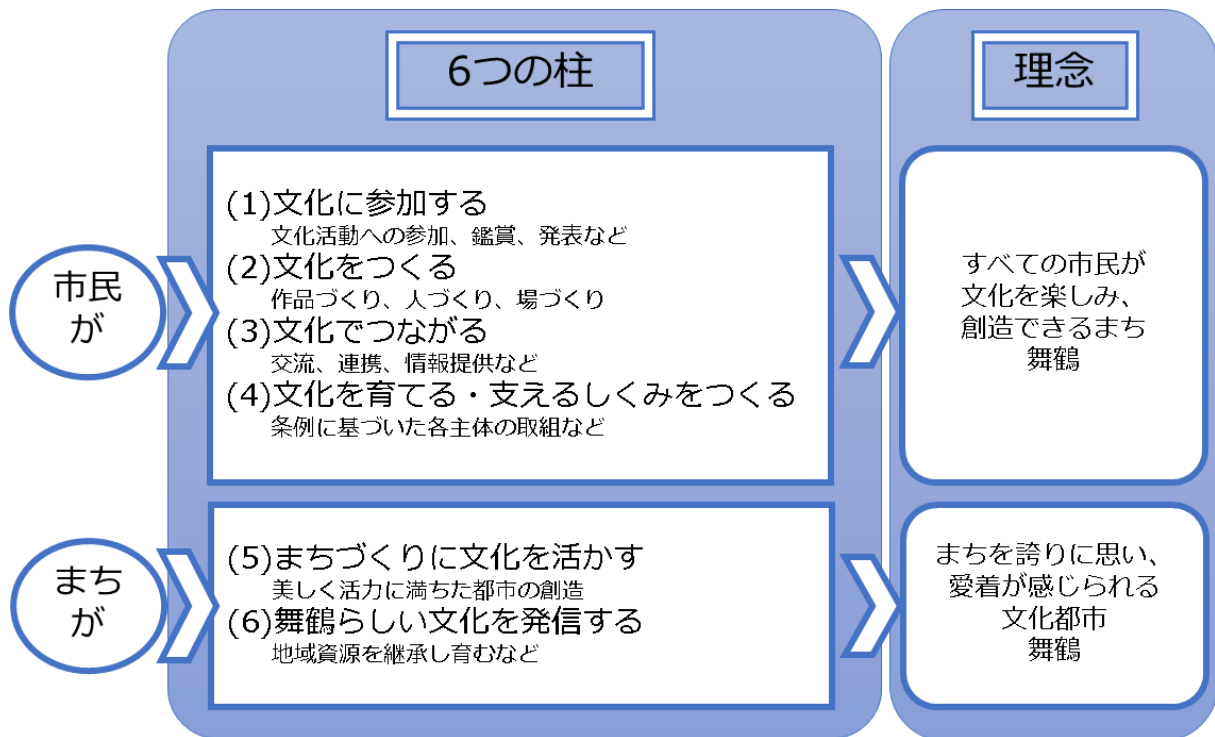 6つの柱
理念
市民
が
(1)文化に参加する
文化活動への参加、鑑賞、発表など
(2)文化をつくる
作品づくり、人づくり、場づくり
(3)文化でつながる
交流、連携、情報提供など
(4)文化を育てる・支えるしくみをつくる
条例に基づいた各主体の取組など
すべての市民が
文化を楽しみ、
創造できるまち
舞鶴
まち
が
(5)まちづくりに文化を活かす
美しく活力に満ちた都市の創造
(6)舞鶴らしい文化を発信する
地域資源を継承し育むなど
まちを誇りに思い、
愛着が感じられる
文化都市
舞鶴